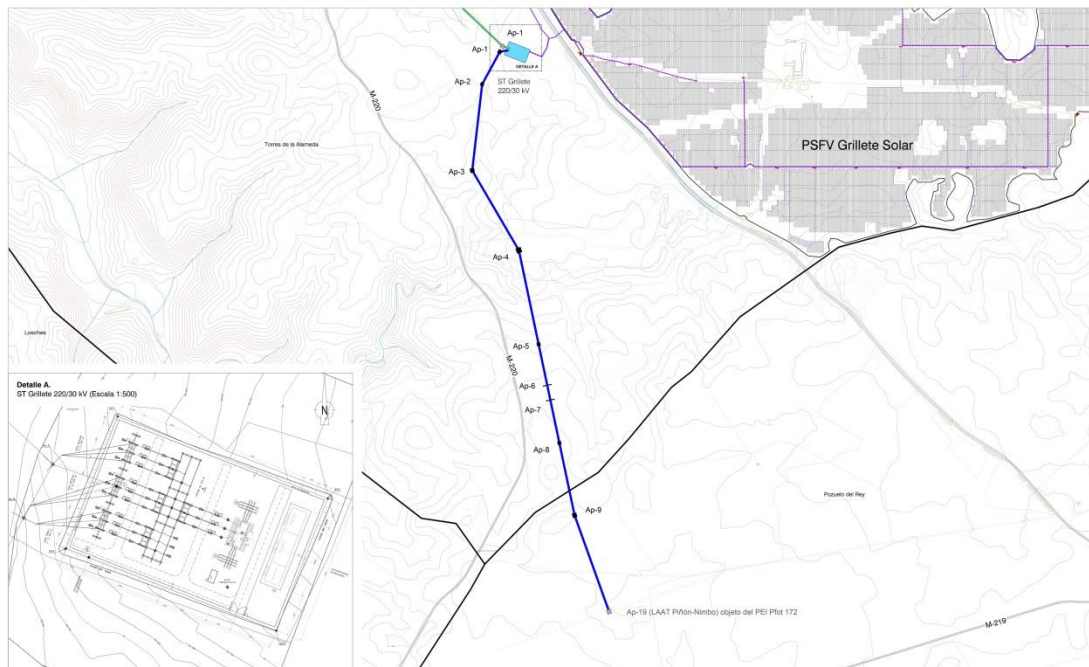 Ap-1
Ap-1
DETALLE A
ST Grillete
220/30 kV
Ap-2
M-220
Torres de la Alameda
PSFV Grillete Solar
Ap-3
Ap-4
Loeches
Ap-5
M-220
Ap-6
Ap-7
Ap-8
Detalle A.
ST Grillete 220/30 kV (Escala 1:500)
N
Pozuelo del Rey
Ap-9
Ap-19 (LAAT Piñón-Nimbo) objeto del PEI Pfot 172
M-219